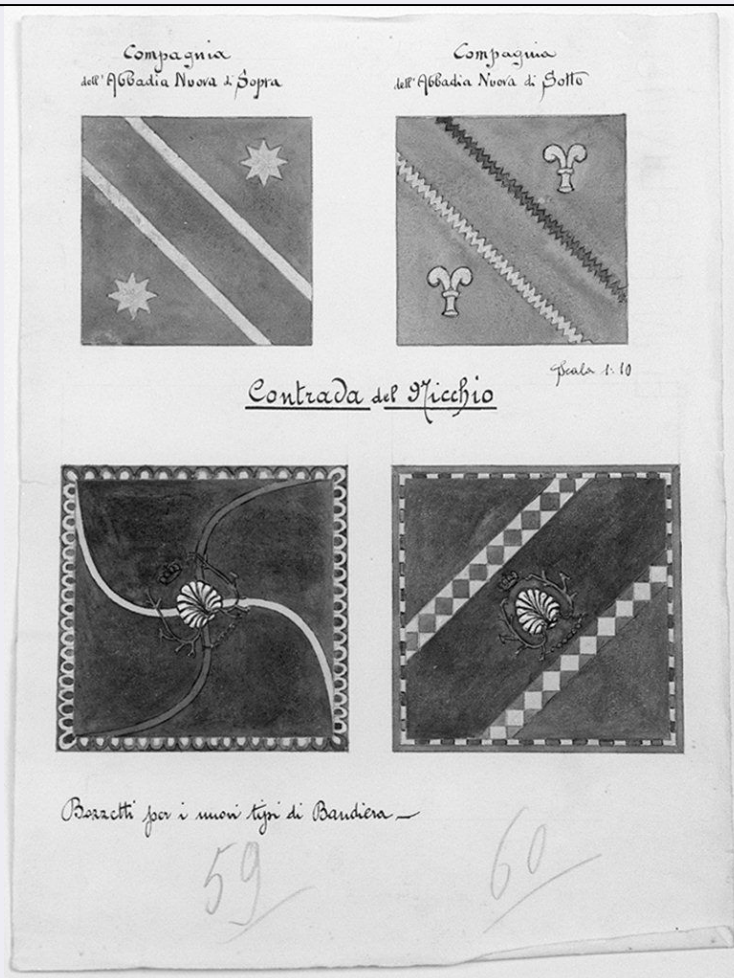 Compagnia
dell'Abbadia Nuova di Sopra
Compagnia
dell'Abbadia Nuova di Sotto
Scala 1:10
Contrada del Nicchio
Bozzetti per i nuovi tipi di Bandiera —
59
60